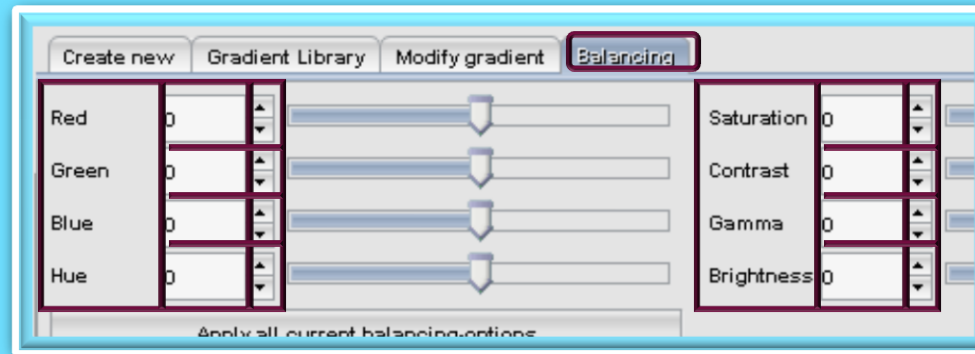 Create new Gradient Library Modify gradient Balancing
Red 0 Saturation 0
Green 0 Contrast 0
Blue 0 Gamma 0
Hue 0 Brightness 0
Apply all current balancing-options